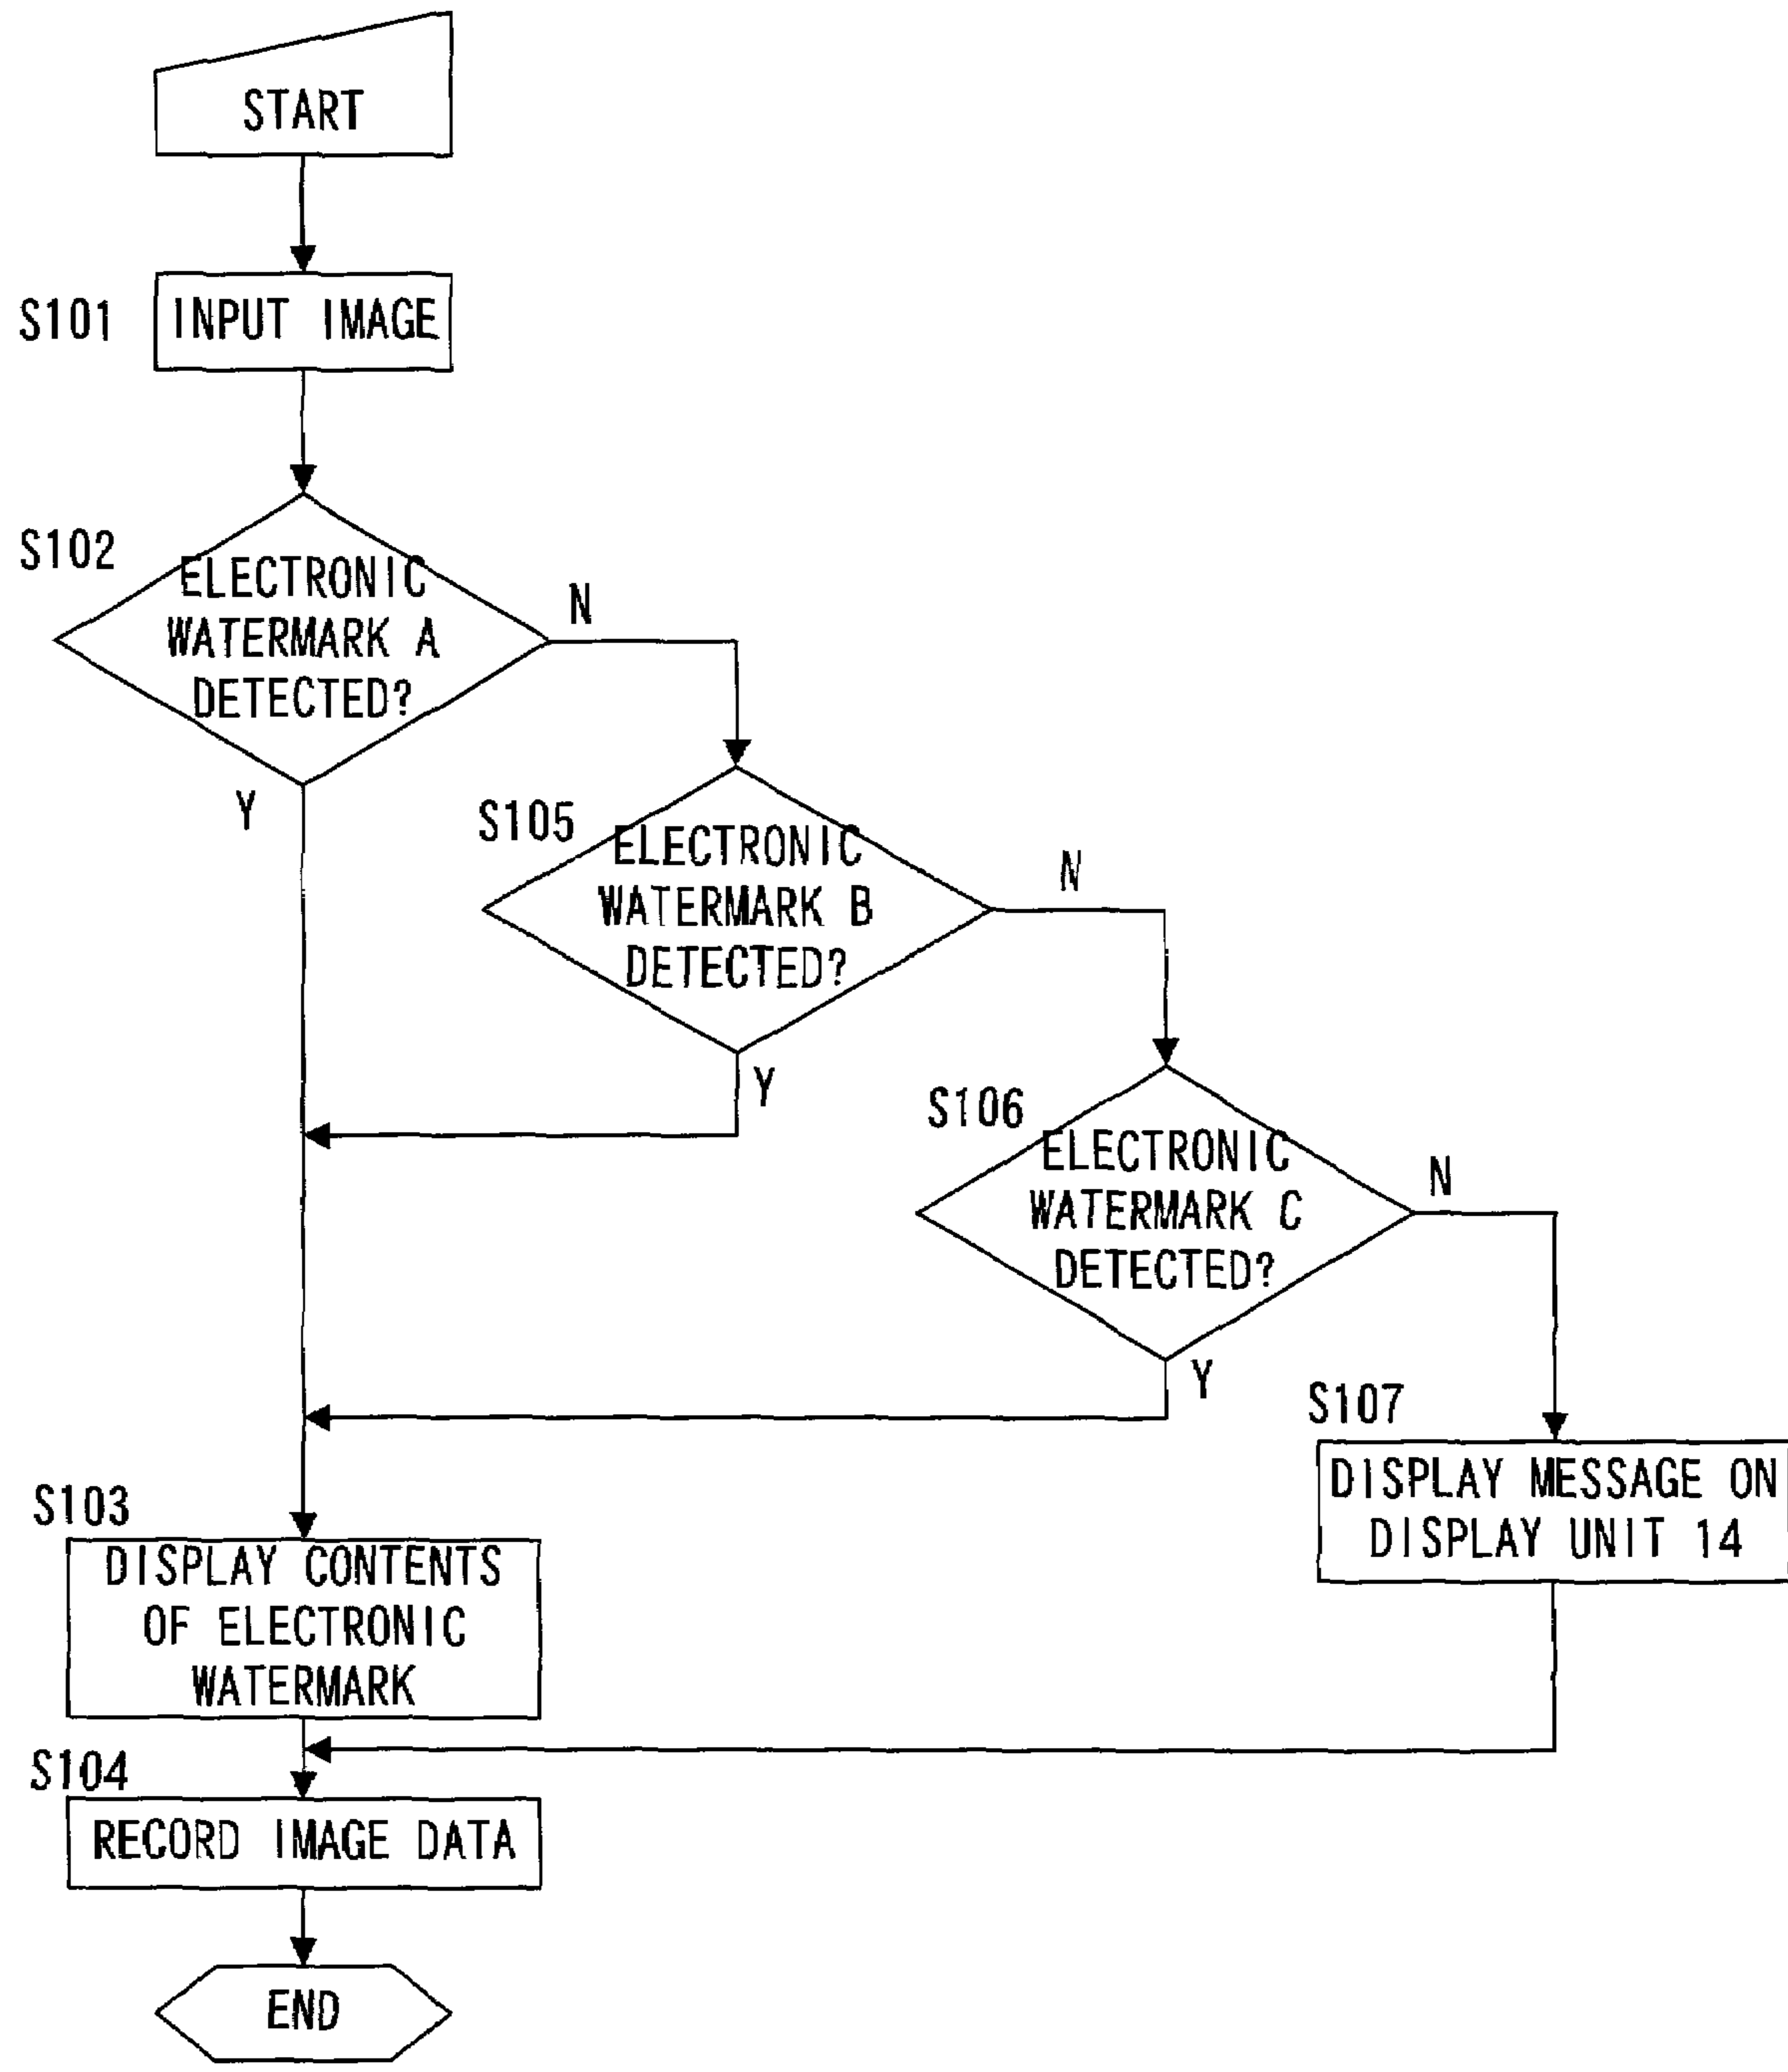 START
S101
INPUT IMAGE
S102
ELECTRONIC
WATERMARK A
DETECTED?
N
Y
S105
ELECTRONIC
WATERMARK B
DETECTED?
N
Y
S106
ELECTRONIC
WATERMARK C
DETECTED?
N
Y
S107
DISPLAY MESSAGE ON
DISPLAY UNIT 14
S103
DISPLAY CONTENTS
OF ELECTRONIC
WATERMARK
S104
RECORD IMAGE DATA
END